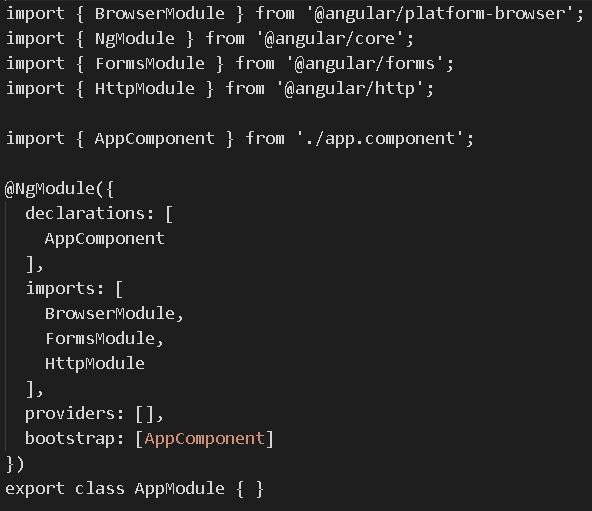 import { BrowserModule } from '@angular/platform-browser';
import { NgModule } from '@angular/core';
import { FormsModule } from '@angular/forms';
import { HttpModule } from '@angular/http';

import { AppComponent } from './app.component';

@NgModule({
  declarations: [
    AppComponent
  ],
  imports: [
    BrowserModule,
    FormsModule,
    HttpModule
  ],
  providers: [],
  bootstrap: [AppComponent]
})
export class AppModule { }